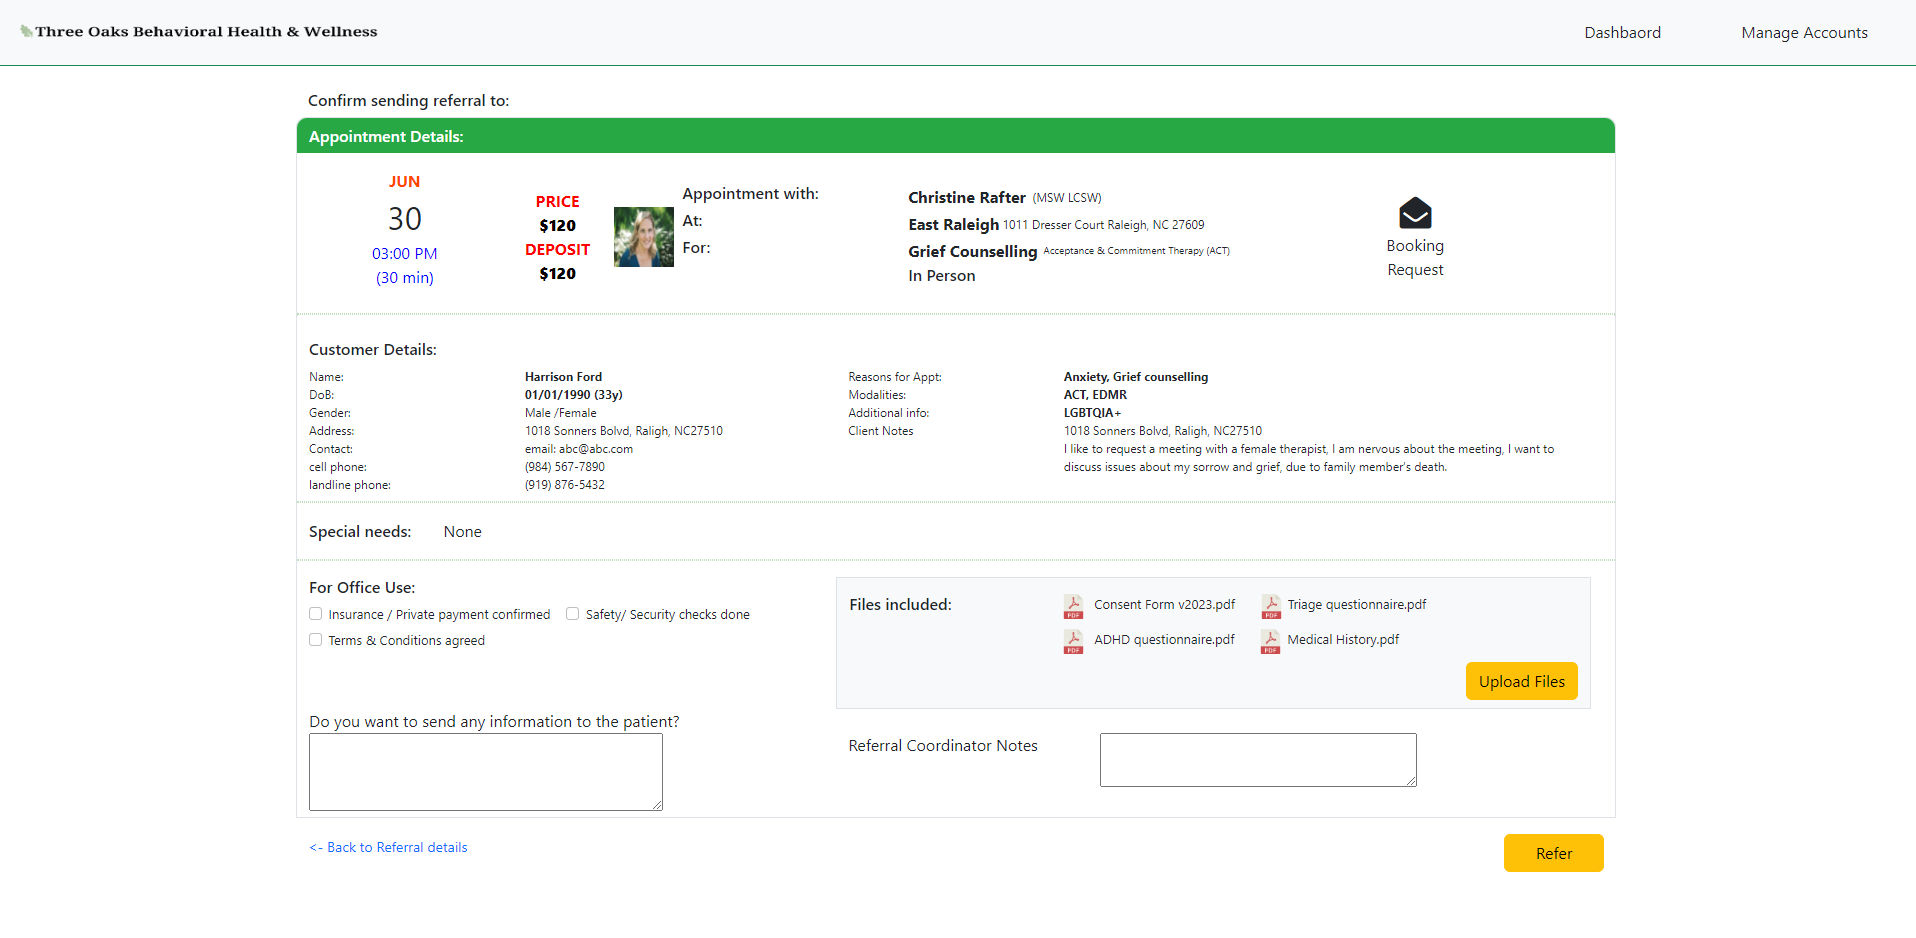 Three Oaks Behavioral Health & Wellness
Dashbaord
Manage Accounts
Confirm sending referral to:
Appointment Details:
JUN
30
03:00 PM
(30 min)
PRICE
$120
DEPOSIT
$120
Appointment with:
At:
For:
Christine Rafter (MSW LCSW)
East Raleigh 1011 Dresser Court Raleigh, NC 27609
Grief Counselling Acceptance & Commitment Therapy (ACT)
In Person
Booking
Request
Customer Details:
Name: Harrison Ford
DoB: 01/01/1990 (33y)
Gender: Male /Female
Address: 1018 Sonners Bolvd, Raligh, NC27510
Contact: email: abc@abc.com
cell phone: (984) 567-7890
landline phone: (919) 876-5432
Reasons for Appt: Anxiety, Grief counselling
Modalities: ACT, EDMR
Additional info: LGBTQIA+
Client Notes 1018 Sonners Bolvd, Raligh, NC27510
I like to request a meeting with a female therapist, I am nervous about the meeting, I want to
discuss issues about my sorrow and grief, due to family member's death.
Special needs: None
For Office Use:
Insurance / Private payment confirmed Safety/ Security checks done
Terms & Conditions agreed
Files included:
PDF Consent Form v2023.pdf PDF Triage questionnaire.pdf
PDF ADHD questionnaire.pdf PDF Medical History.pdf
Upload Files
Do you want to send any information to the patient?
Referral Coordinator Notes
<- Back to Referral details
Refer